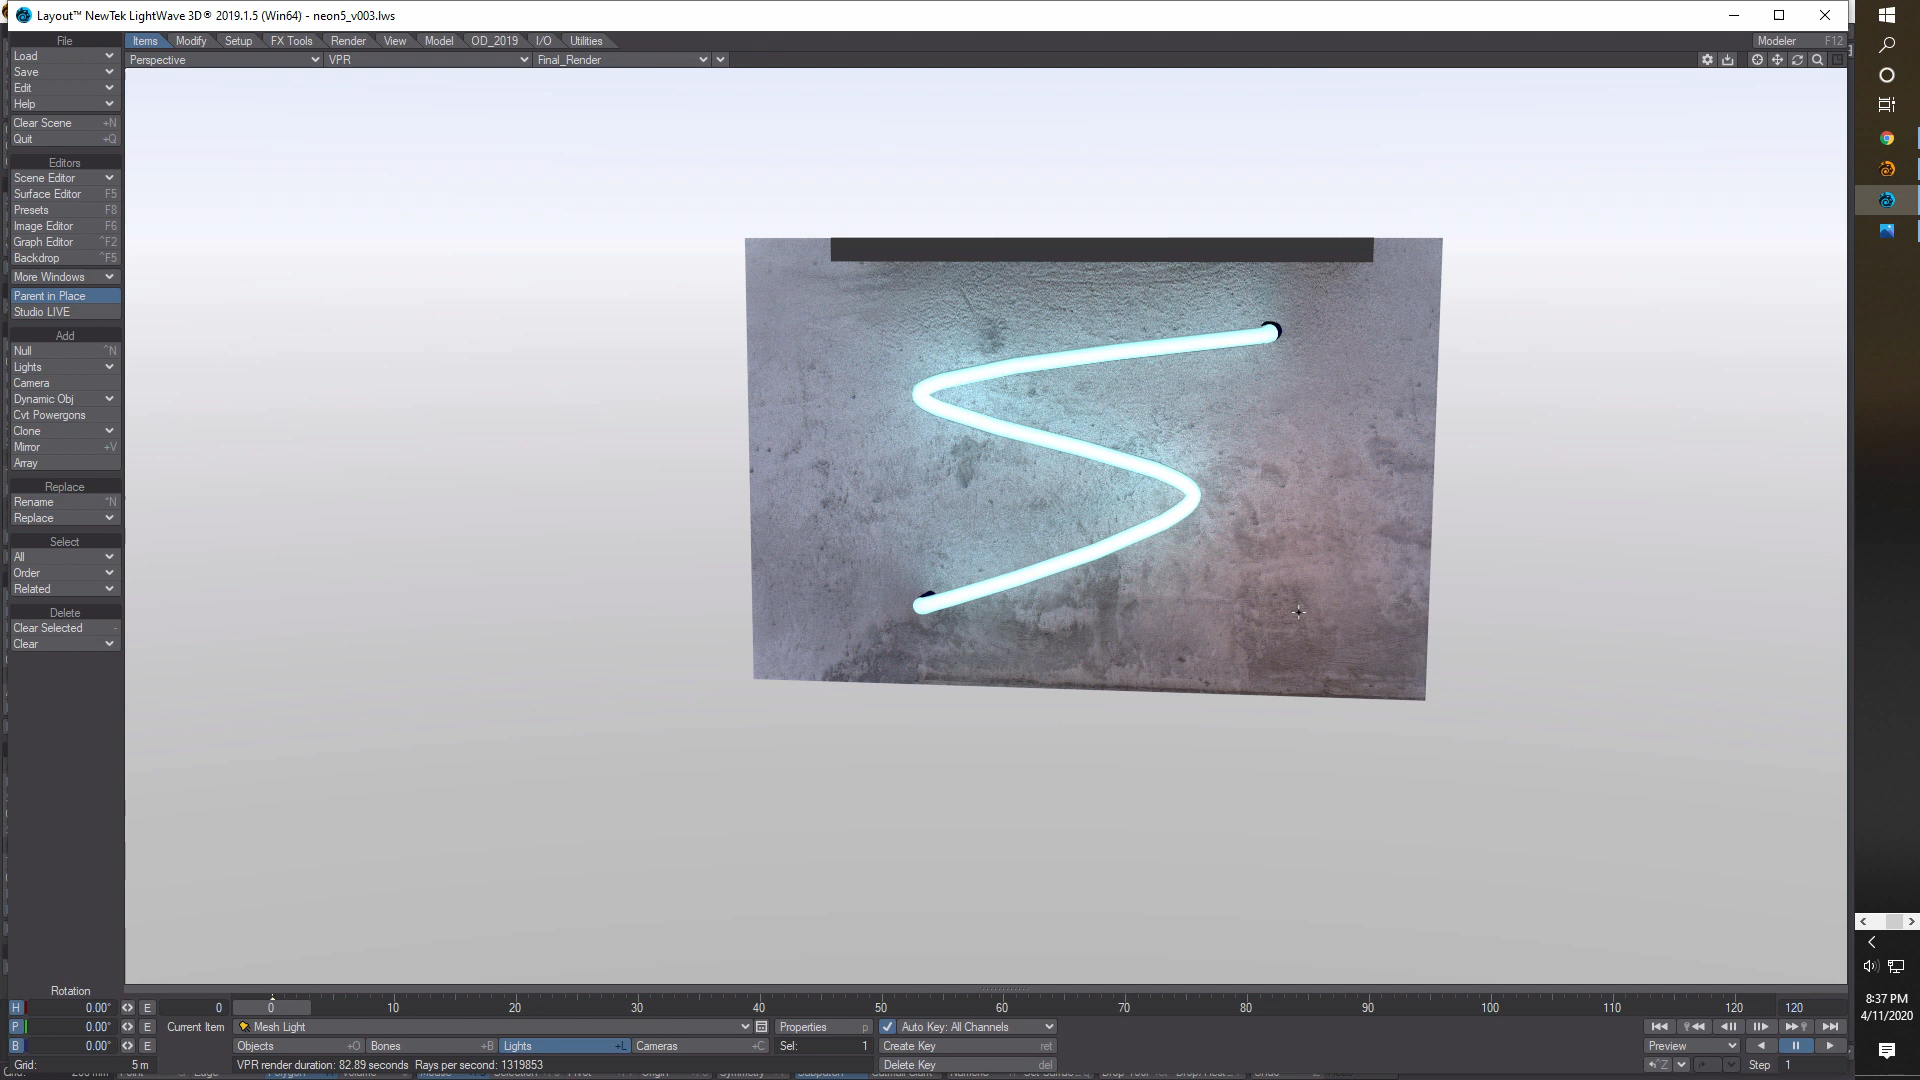 Layout™ NewTek LightWave 3D® 2019.1.5 (Win64) - neon5_v003.lws
File Items Modify Setup FX Tools Render View Model OD_2019 I/O Utilities Modeler F12
Load Perspective VPR Final_Render
Save
Edit
Help
Clear Scene +N
Quit +Q
Editors
Scene Editor
Surface Editor F5
Presets F8
Image Editor F6
Graph Editor ^F2
Backdrop ^F5
More Windows
Parent in Place
Studio LIVE
Add
Null ^N
Lights
Camera
Dynamic Obj
Cvt Powergons
Clone
Mirror +V
Array
Replace
Rename ^N
Replace
Select
All
Order
Related
Delete
Clear Selected -
Clear
Rotation
H 0.00° E 0 0 10 20 30 40 50 60 70 80 90 100 110 120 120
P 0.00° E Current Item Mesh Light Properties p Auto Key: All Channels
B 0.00° E Objects +O Bones +B Lights +L Cameras +C Sel: 1 Create Key ret Preview
Grid: 5 m VPR render duration: 82.89 seconds Rays per second: 1319853 Delete Key del Step 1
8:37 PM
4/11/2020